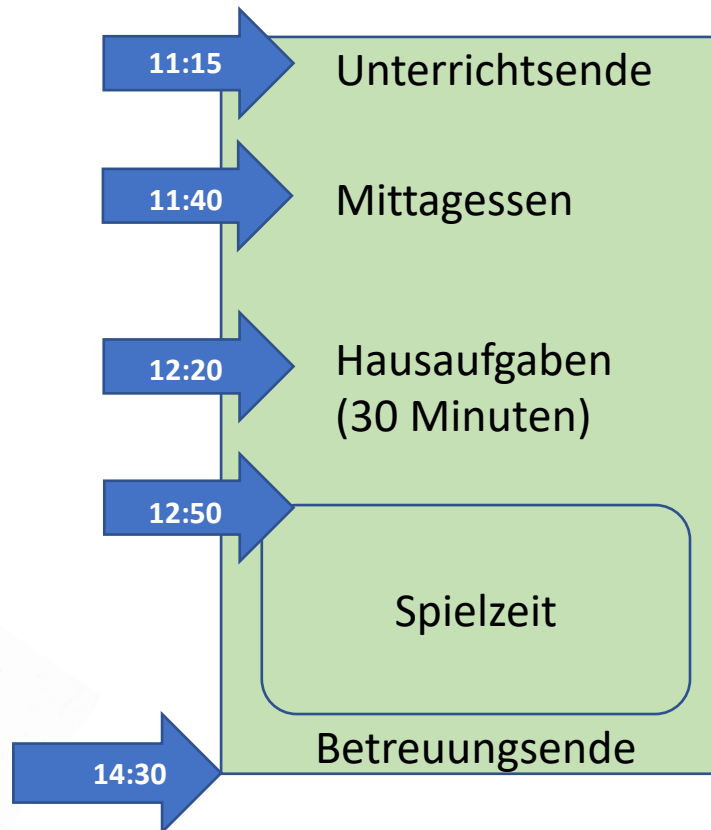 11:15 Unterrichtsende
11:40 Mittagessen
12:20 Hausaufgaben
(30 Minuten)
12:50
Spielzeit
Betreuungsende
14:30